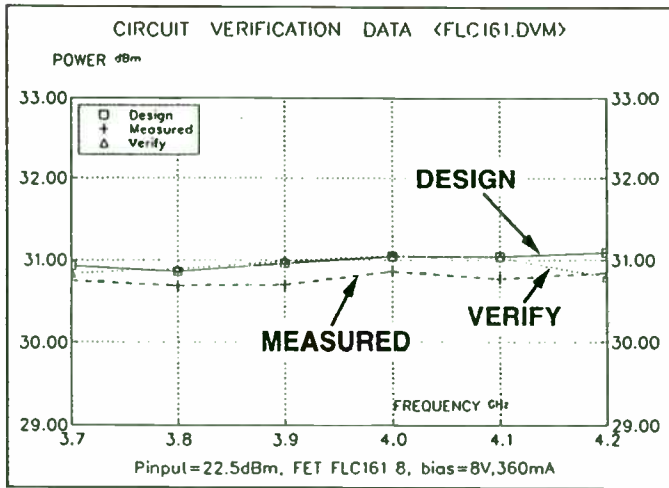 CIRCUIT VERIFICATION DATA <FLC161.DVM>
POWER dBm
33.00
33.00
Design
Measured
Verify
32.00
32.00
DESIGN
31.00
31.00
VERIFY
MEASURED
30.00
30.00
FREQUENCY GHz
29.00
29.00
3.7
3.8
3.9
4.0
4.1
4.2
Pinput=22.5dBm, FET FLC161 8, bias=8V,360mA